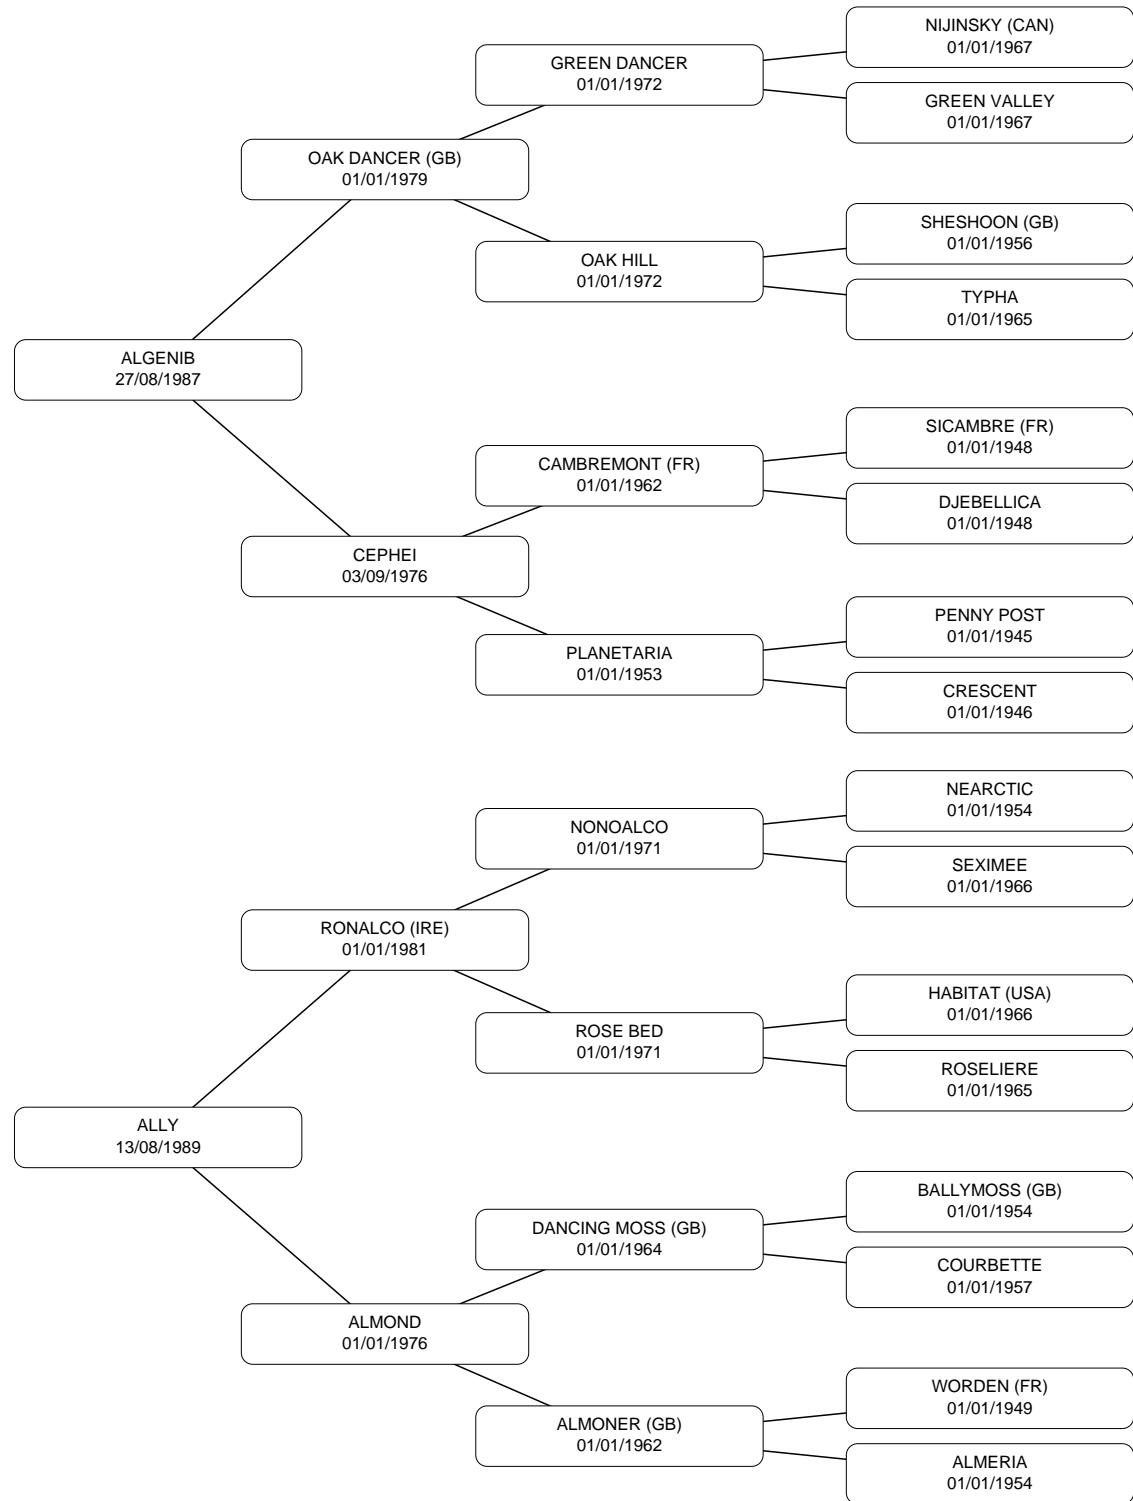 NIJINSKY (CAN)
01/01/1967
GREEN DANCER
01/01/1972
GREEN VALLEY
01/01/1967
OAK DANCER (GB)
01/01/1979
SHESHOON (GB)
01/01/1956
OAK HILL
01/01/1972
TYPHA
01/01/1965
ALGENIB
27/08/1987
SICAMBRE (FR)
01/01/1948
CAMBREMONT (FR)
01/01/1962
DJEBELLICA
01/01/1948
CEPHEI
03/09/1976
PENNY POST
01/01/1945
PLANETARIA
01/01/1953
CRESCENT
01/01/1946
NEARCTIC
01/01/1954
NONOALCO
01/01/1971
SEXIMEE
01/01/1966
RONALCO (IRE)
01/01/1981
HABITAT (USA)
01/01/1966
ROSE BED
01/01/1971
ROSELIERE
01/01/1965
ALLY
13/08/1989
BALLYMOSS (GB)
01/01/1954
DANCING MOSS (GB)
01/01/1964
COURBETTE
01/01/1957
ALMOND
01/01/1976
WORDEN (FR)
01/01/1949
ALMONER (GB)
01/01/1962
ALMERIA
01/01/1954